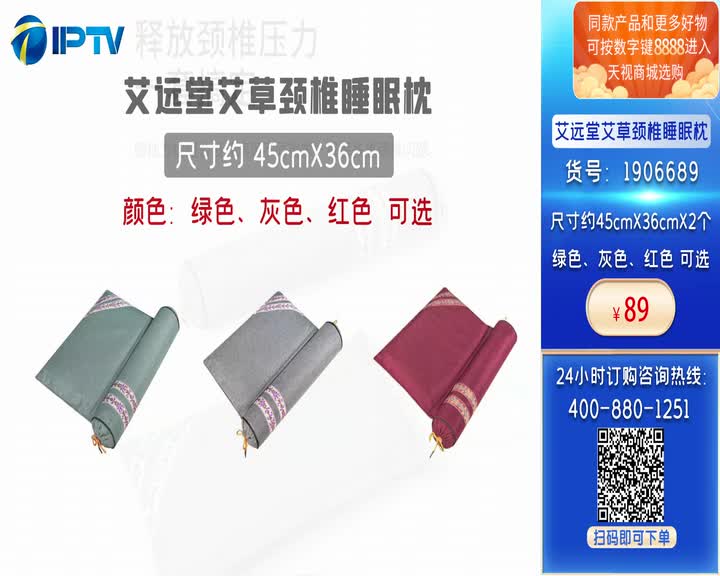 IPTV
释放颈椎压力
艾远堂艾草颈椎睡眠枕
尺寸约 45cmX36cm
颜色：绿色、灰色、红色 可选
同款产品和更多好物
可按数字键8888进入
天视商城选购
艾远堂艾草颈椎睡眠枕
货号：1906689
尺寸约45cmX36cmX2个
绿色、灰色、红色 可选
¥89
24小时订购咨询热线：
400-880-1251
扫码即可下单